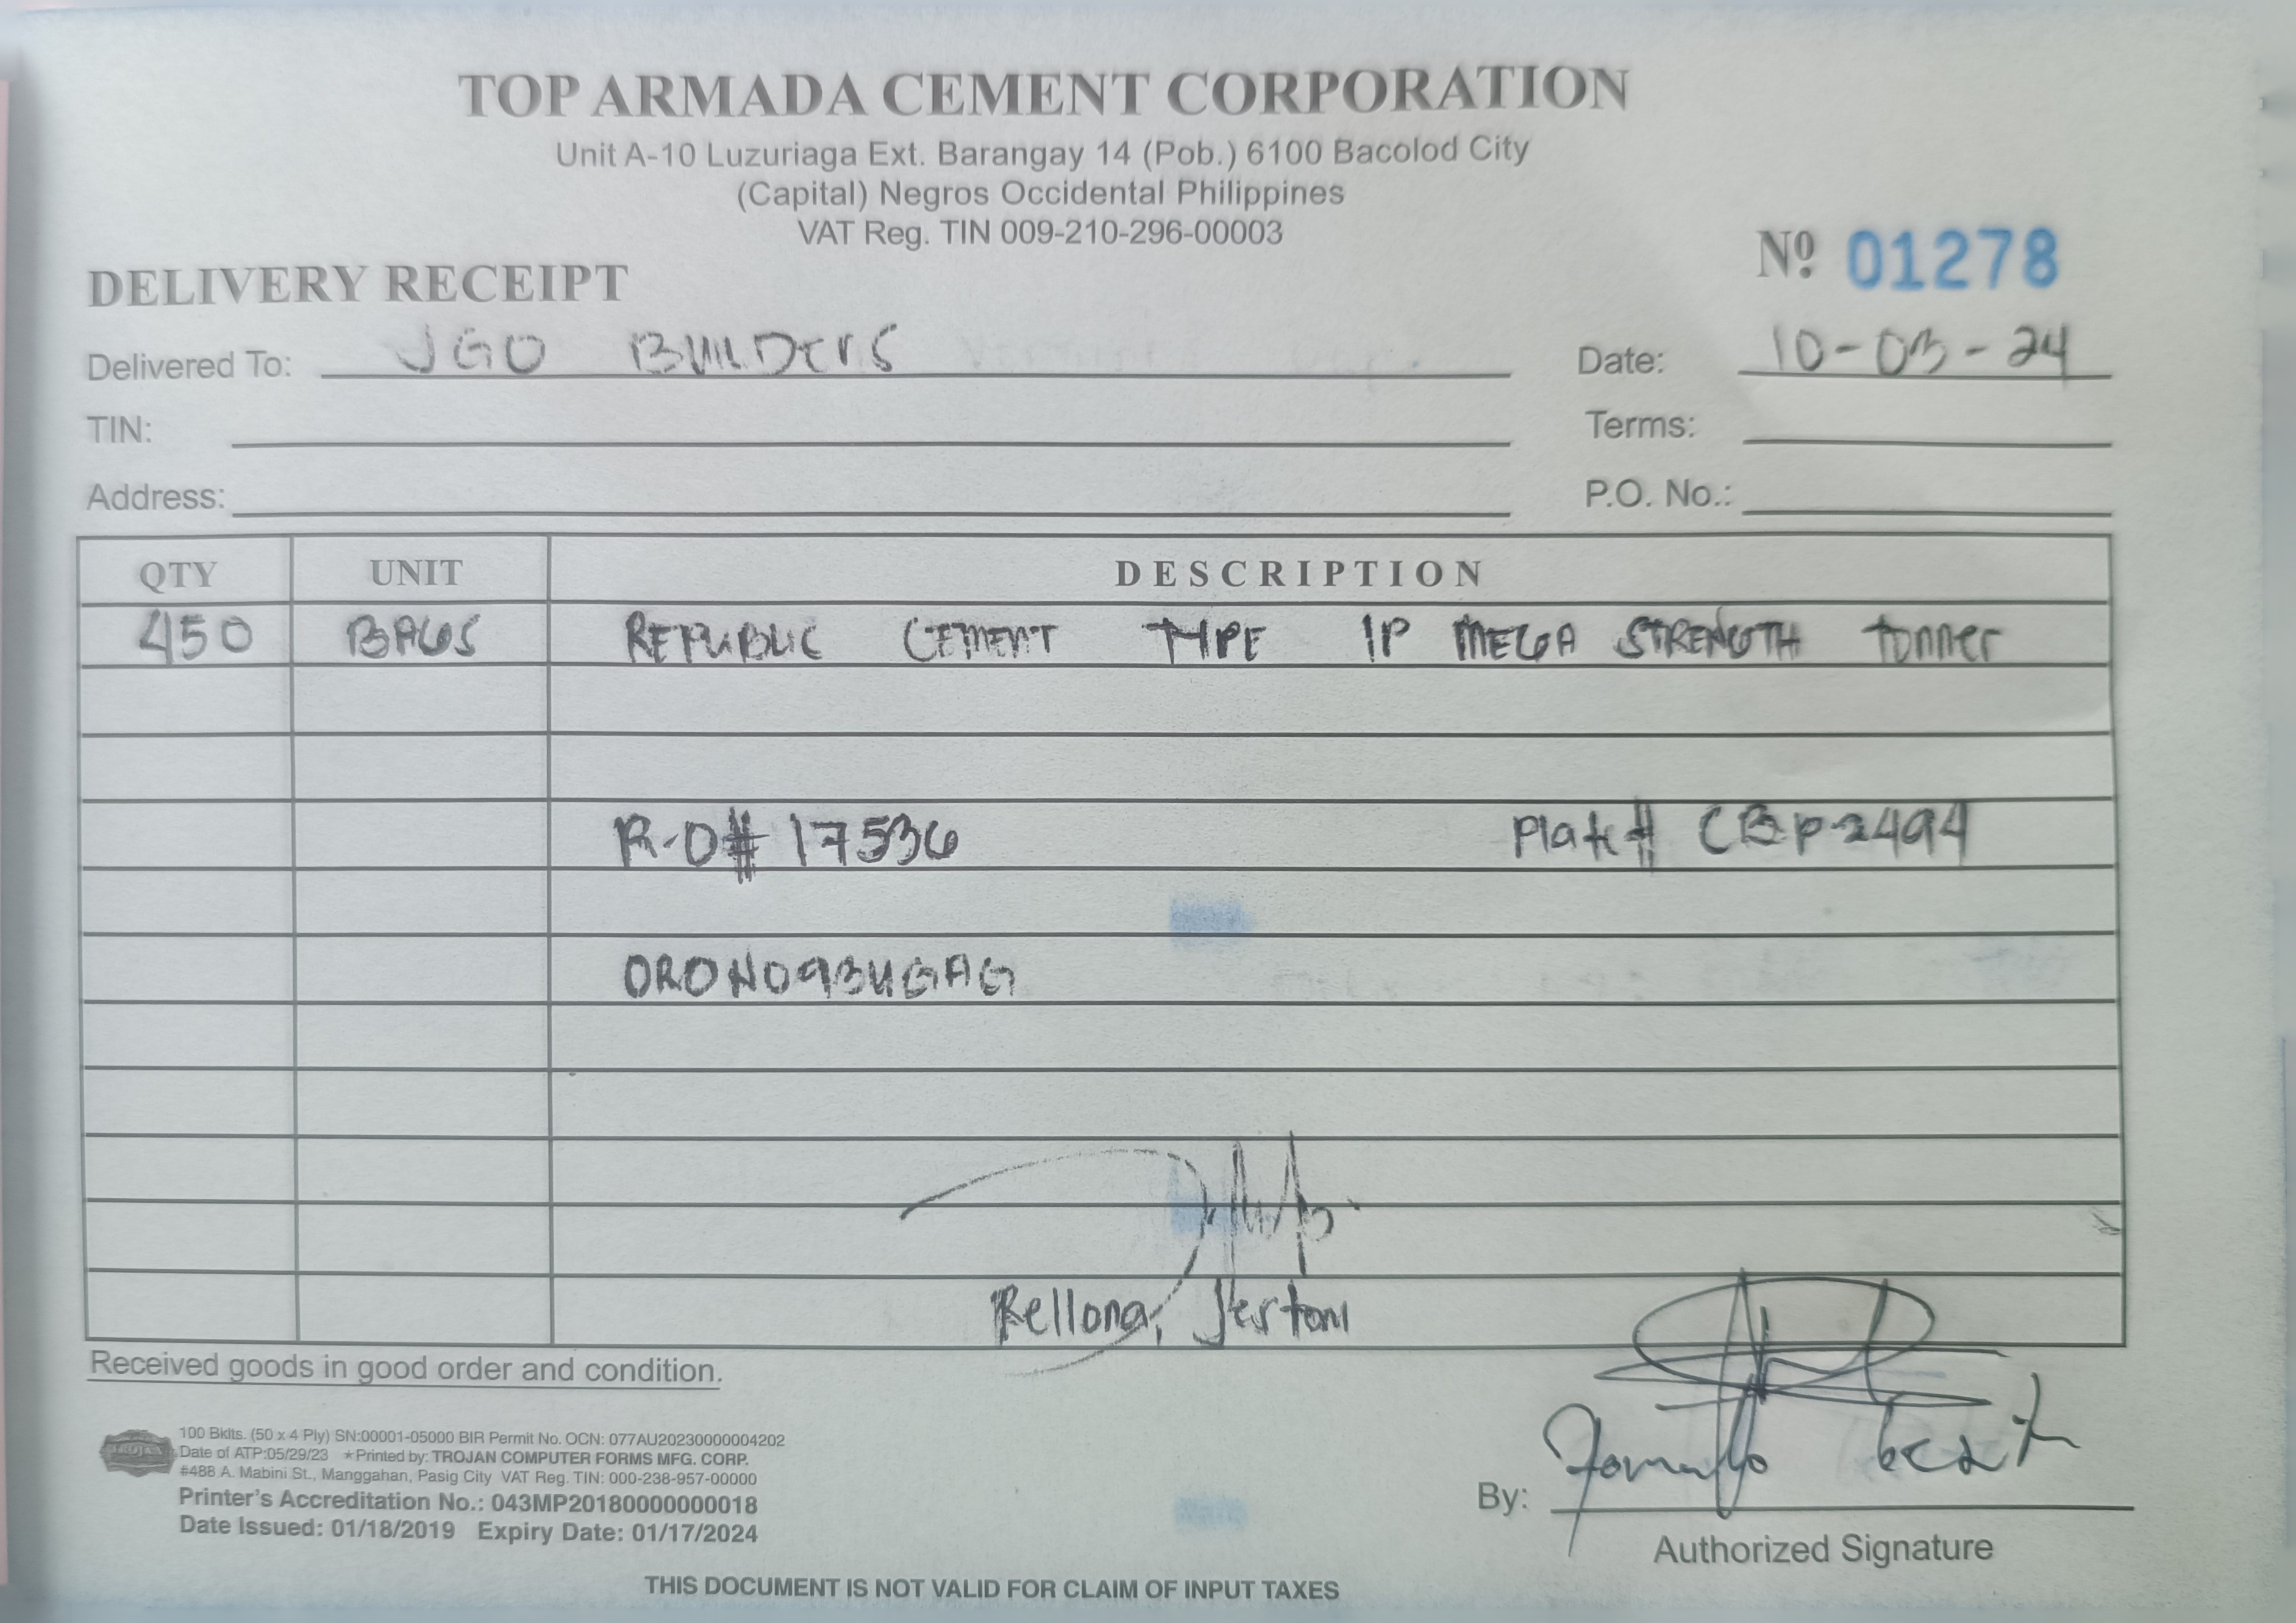 TOP ARMADA CEMENT CORPORATION
Unit A-10 Luzuriaga Ext. Barangay 14 (Pob.) 6100 Bacolod City
(Capital) Negros Occidental Philippines
VAT Reg. TIN 009-210-296-00003
Nº 01278
DELIVERY RECEIPT
Delivered To: JGO BUILDErS
Date: 10-03-24
TIN:
Terms:
Address:
P.O. No.:
QTY UNIT DESCRIPTION
450 BAGS REPUBLIC CEMENT TYPE 1P MEGA STRENGTH Tonner
R.O# 17536 Plate# CBP2494
ORONO93UGAG
Rellona, Jerton
Received goods in good order and condition.
TROJAN
100 Bklts. (50 x 4 Ply) SN:00001-05000 BIR Permit No. OCN: 077AU20230000004202
Date of ATP:05/29/23 ★Printed by: TROJAN COMPUTER FORMS MFG. CORP.
#488 A. Mabini St., Manggahan, Pasig City VAT Reg. TIN: 000-238-957-00000
Printer's Accreditation No.: 043MP20180000000018
Date Issued: 01/18/2019 Expiry Date: 01/17/2024
By:
Authorized Signature
THIS DOCUMENT IS NOT VALID FOR CLAIM OF INPUT TAXES